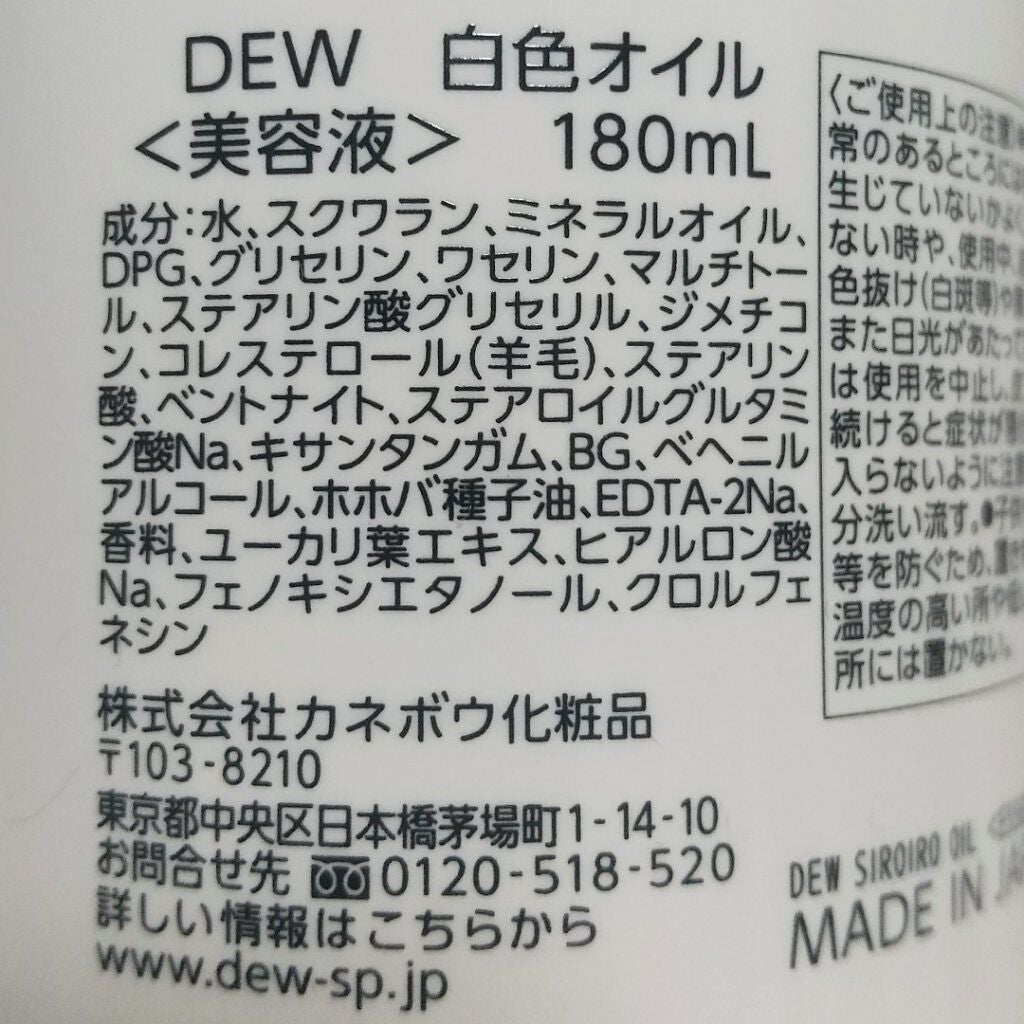 DEW 白色オイル
<美容液> 180mL
成分:水、スクワラン、ミネラルオイル、
DPG、グリセリン、ワセリン、マルチトー
ル、ステアリン酸グリセリル、ジメチコ
ン、コレステロール(羊毛)、ステアリン
酸、ベントナイト、ステアロイルグルタミ
ン酸Na、キサンタンガム、BG、ベヘニル
アルコール、ホホバ種子油、EDTA-2Na、
香料、ユーカリ葉エキス、ヒアルロン酸
Na、フェノキシエタノール、クロルフェ
ネシン
株式会社カネボウ化粧品
〒103-8210
東京都中央区日本橋茅場町1-14-10
お問合せ先 0120-518-520
詳しい情報はこちらから
www.dew-sp.jp
〈ご使用上の注意〉
常のあるところには
生じていないかよく
ない時や、使用中、
色抜け(白斑等)や
また日光があたって
は使用を中止し、
続けると症状が
入らないように注意
分洗い流す。●子供
等を防ぐため、置き
温度の高い所や
所には置かない。
DEW SIROIRO OIL
MADE IN JA